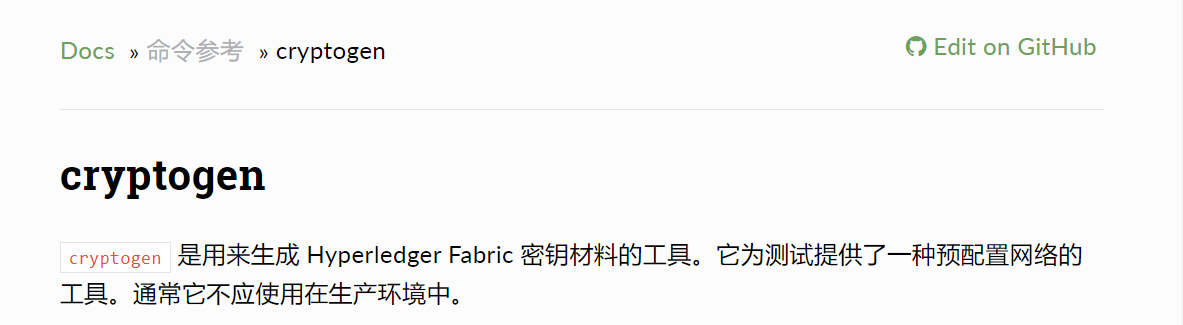 Docs » 命令参考 » cryptogen Edit on GitHub
cryptogen
cryptogen 是用来生成 Hyperledger Fabric 密钥材料的工具。它为测试提供了一种预配置网络的
工具。通常它不应使用在生产环境中。